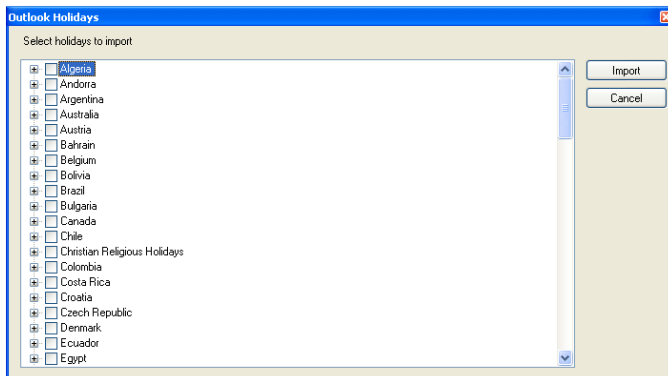 Outlook Holidays
Select holidays to import
Algeria
Andorra
Argentina
Australia
Austria
Bahrain
Belgium
Bolivia
Brazil
Bulgaria
Canada
Chile
Christian Religious Holidays
Colombia
Costa Rica
Croatia
Czech Republic
Denmark
Ecuador
Egypt
Import
Cancel